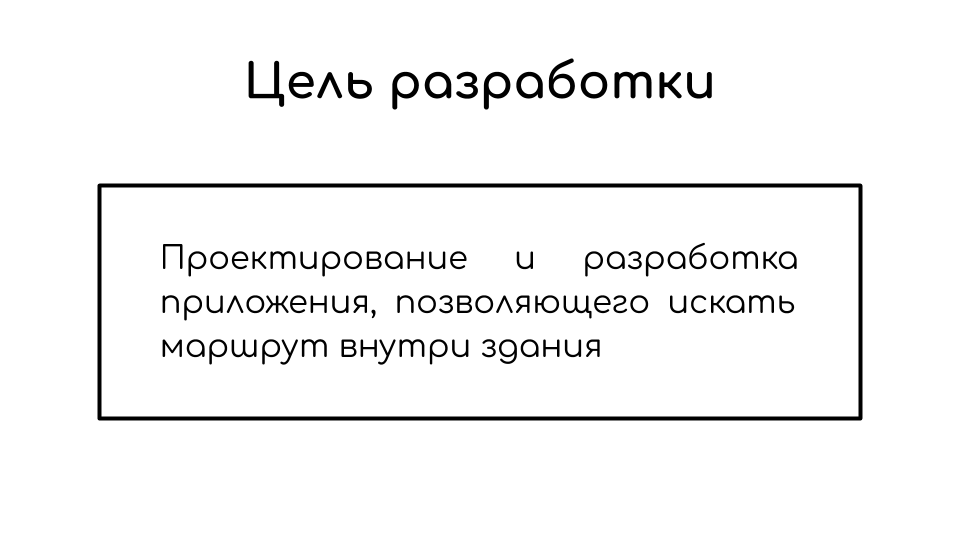 Цель разработки
Проектирование и разработка
приложения, позволяющего искать
маршрут внутри здания